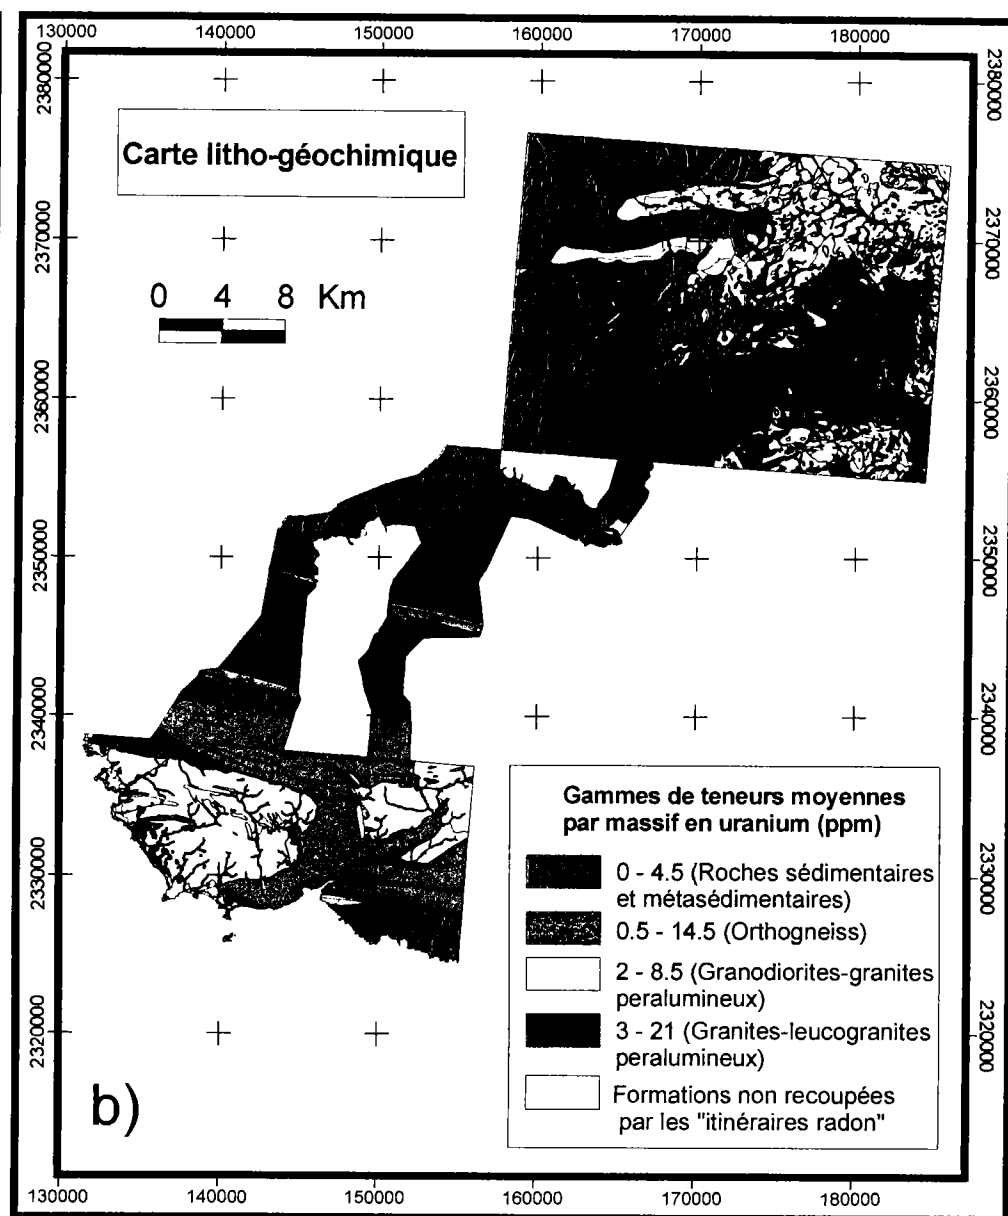 130000 140000 150000 160000 170000 180000
2380000
2370000
2360000
2350000
2340000
2330000
2320000
2380000
2370000
2360000
2350000
2340000
2330000
2320000
Carte litho-géochimique
0 4 8 Km
Gammes de teneurs moyennes
par massif en uranium (ppm)
0 - 4.5 (Roches sédimentaires
et métasédimentaires)
0.5 - 14.5 (Orthogneiss)
2 - 8.5 (Granodiorites-granites
peralumineux)
3 - 21 (Granites-leucogranites
peralumineux)
Formations non recoupées
par les "itinéraires radon"
b)
130000 140000 150000 160000 170000 180000